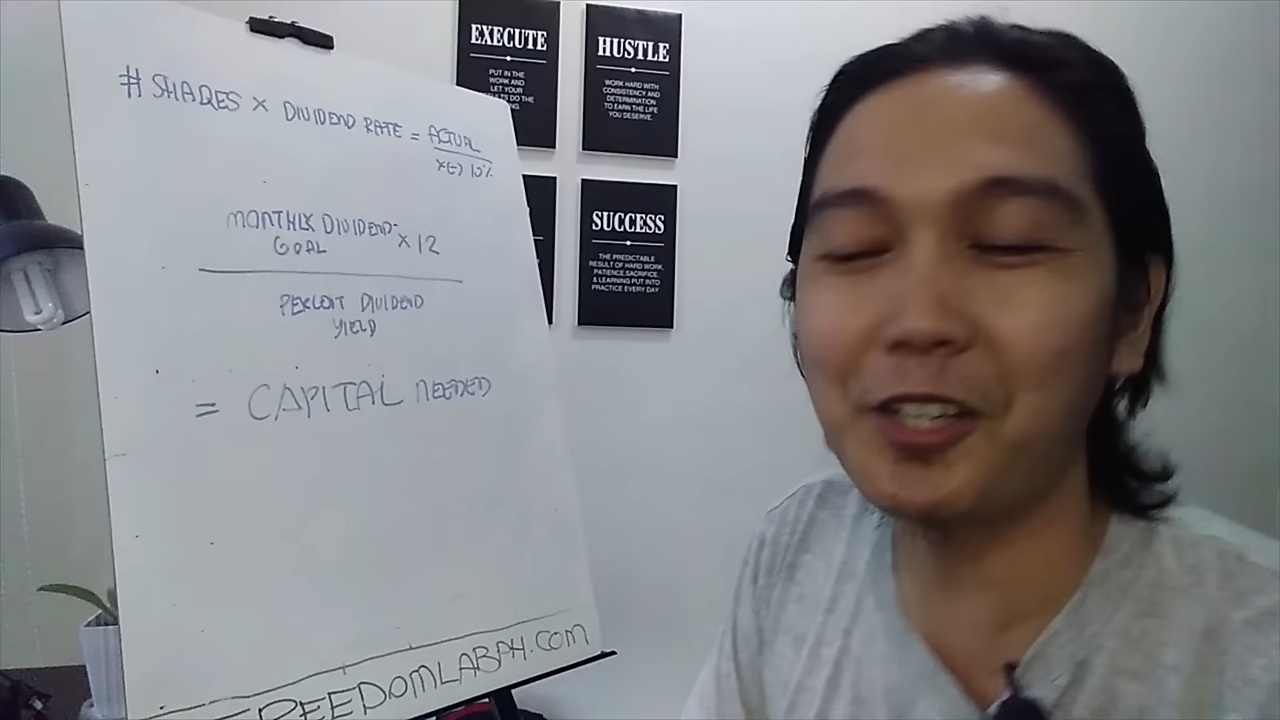 # SHARES × DIVIDEND RATE = ACTUAL
×(-) 10%
MONTHLY DIVIDEND × 12
GOAL
PERCENT DIVIDEND
YIELD
= CAPITAL NEEDED
FREEDOMLABPH.COM
EXECUTE
PUT IN THE
WORK AND
LET YOUR
DO THE
HUSTLE
WORK HARD WITH
CONSISTENCY AND
DETERMINATION
TO EARN THE LIFE
YOU DESERVE.
SUCCESS
THE PREDICTABLE
RESULT OF HARD WORK,
PATIENCE, SACRIFICE,
& LEARNING PUT INTO
PRACTICE EVERY DAY